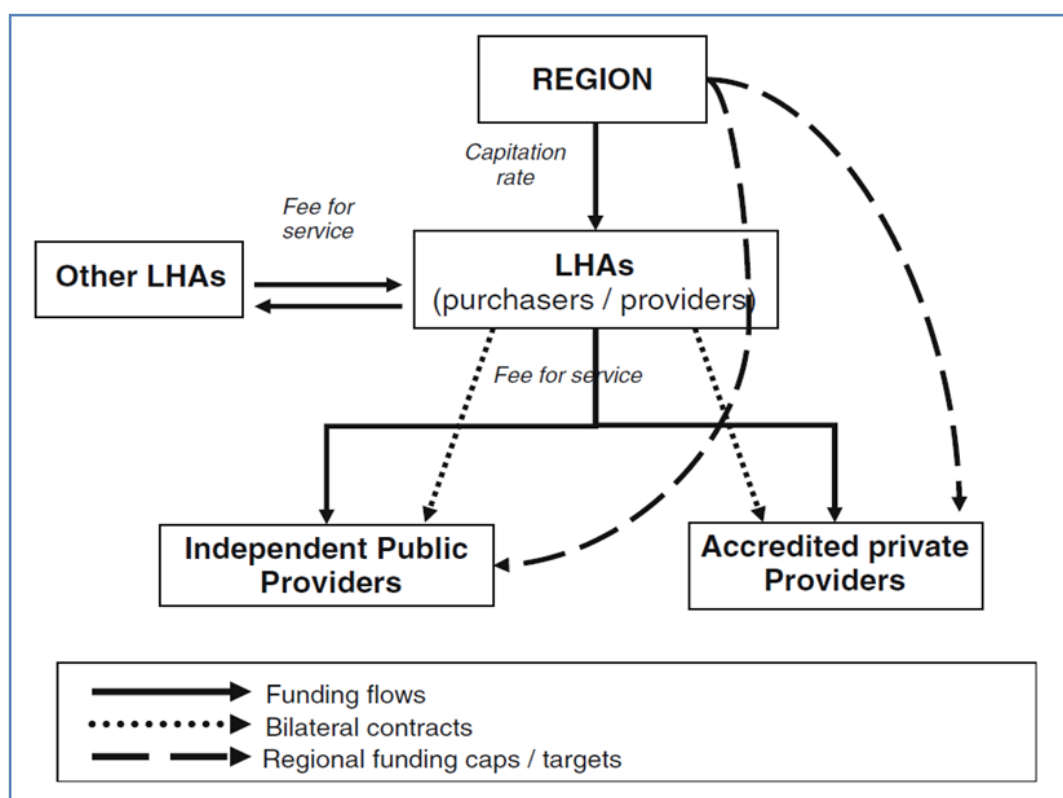 REGION
Capitation
rate
Fee for
service
Other LHAs
LHAs
(purchasers / providers)
Fee for service
Independent Public
Providers
Accredited private
Providers
Funding flows
Bilateral contracts
Regional funding caps / targets